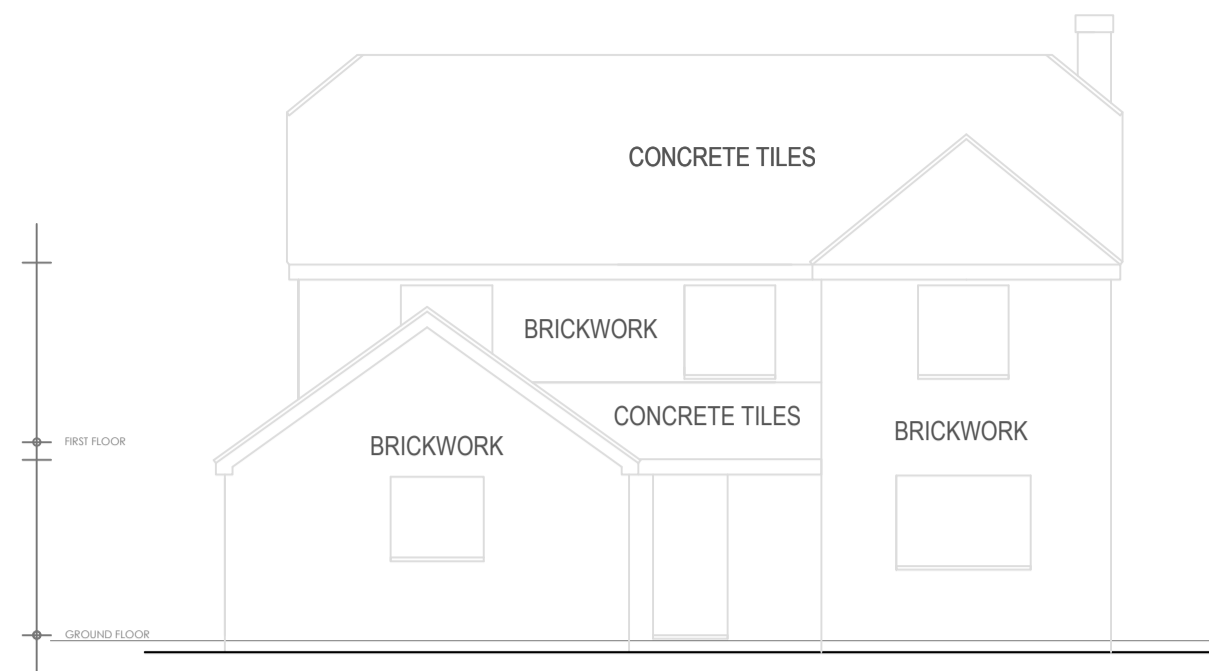 CONCRETE TILES
BRICKWORK
CONCRETE TILES
BRICKWORK
BRICKWORK
FIRST FLOOR
GROUND FLOOR